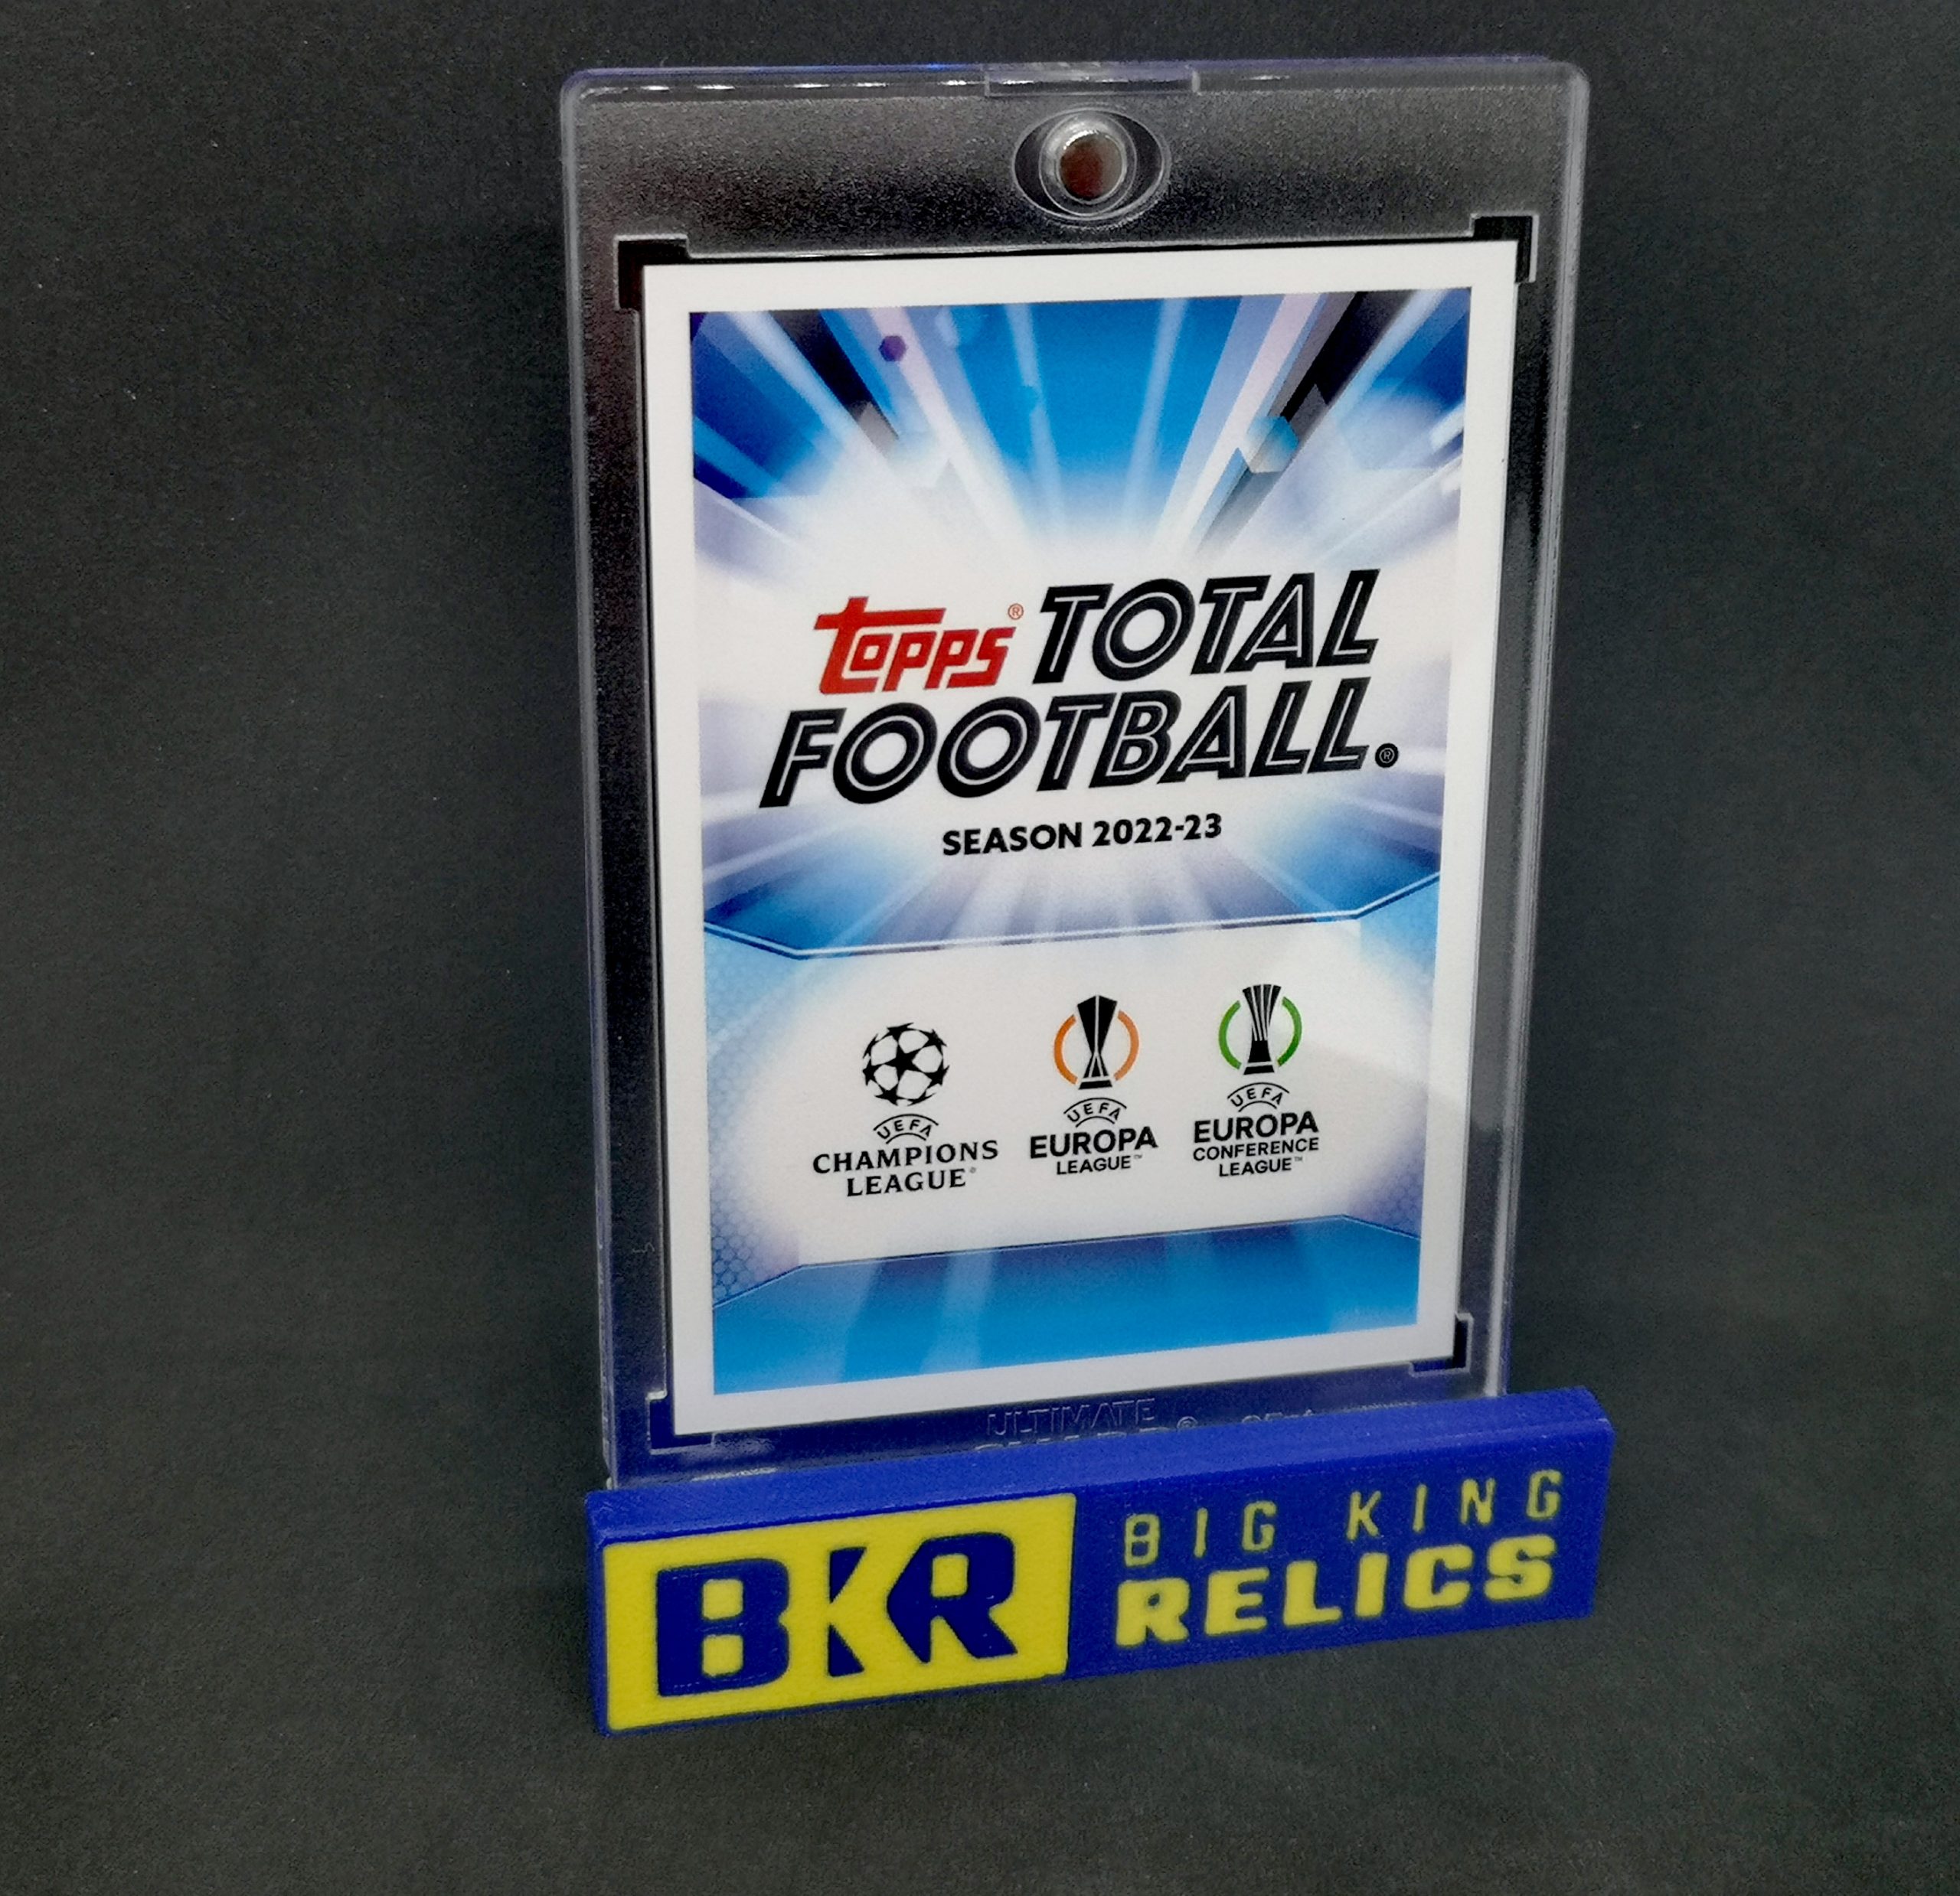 TOPPS® TOTAL
FOOTBALL®
SEASON 2022-23
UEFA
CHAMPIONS
LEAGUE®
UEFA
EUROPA
LEAGUE™
UEFA
EUROPA
CONFERENCE
LEAGUE™
ULTIMATE
BKR
BIG KING
RELICS